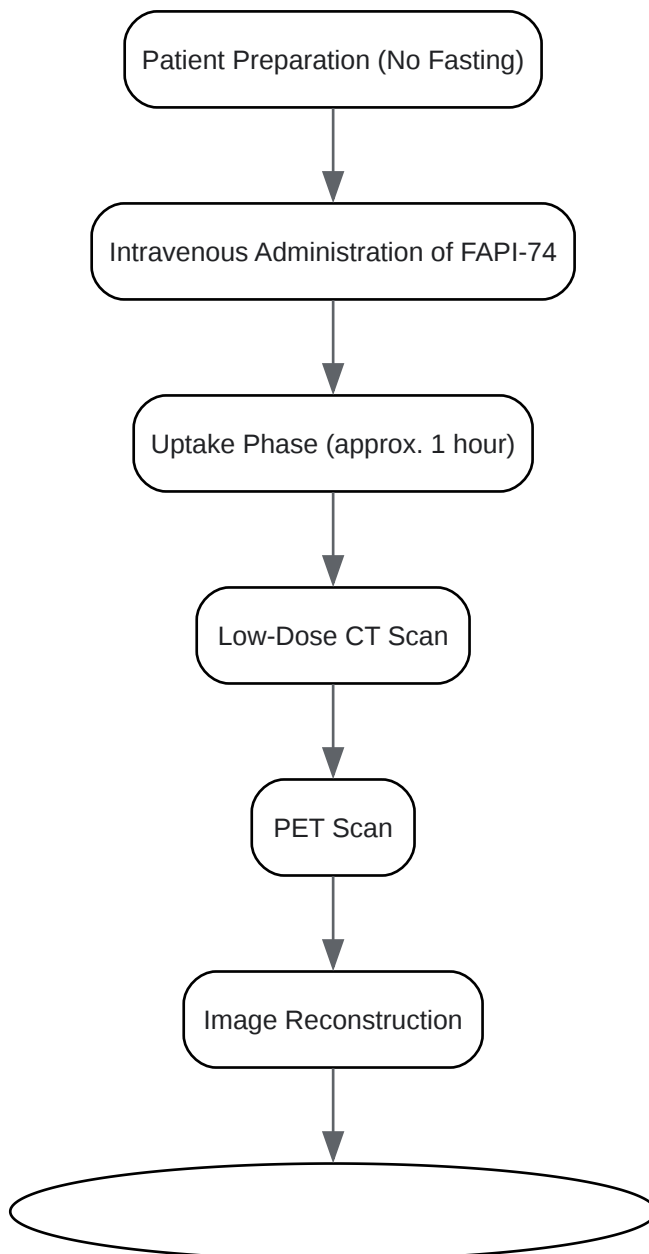 Patient Preparation (No Fasting)
Intravenous Administration of FAPI-74
Uptake Phase (approx. 1 hour)
Low-Dose CT Scan
PET Scan
Image Reconstruction